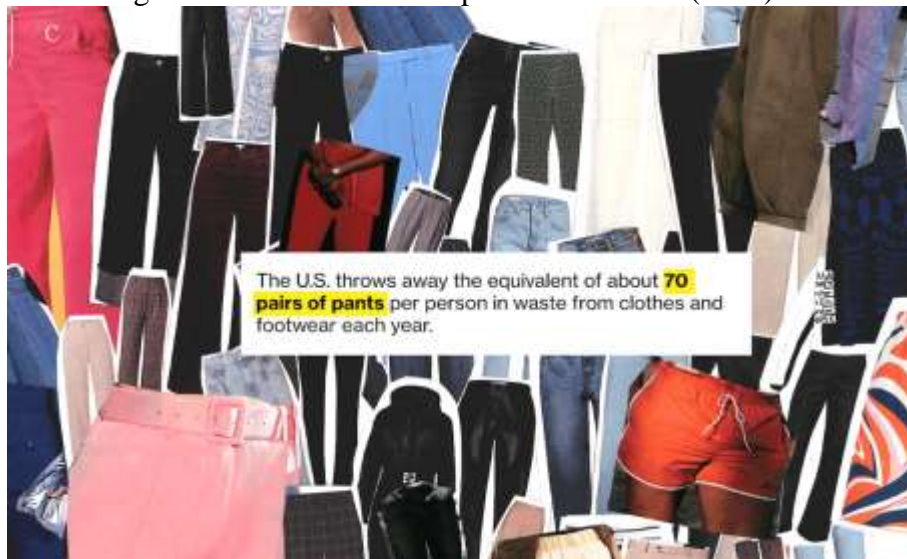 The U.S. throws away the equivalent of about 70
pairs of pants per person in waste from clothes and
footwear each year.